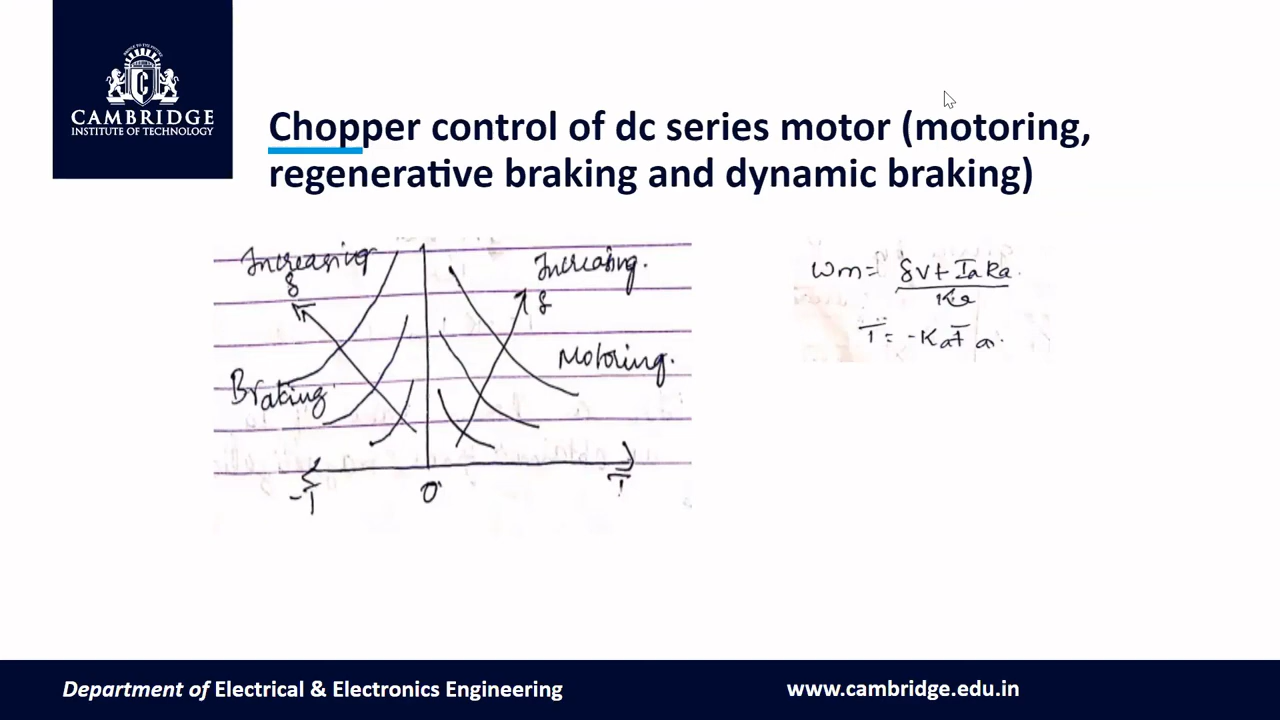 CAMBRIDGE
INSTITUTE OF TECHNOLOGY
Chopper control of dc series motor (motoring,
regenerative braking and dynamic braking)
Increasing
δ
Increasing.
δ
Braking
Motoring.
-T
0
T
ωm = δV + IaRa
Ka
T = -KaIa.
Department of Electrical & Electronics Engineering
www.cambridge.edu.in